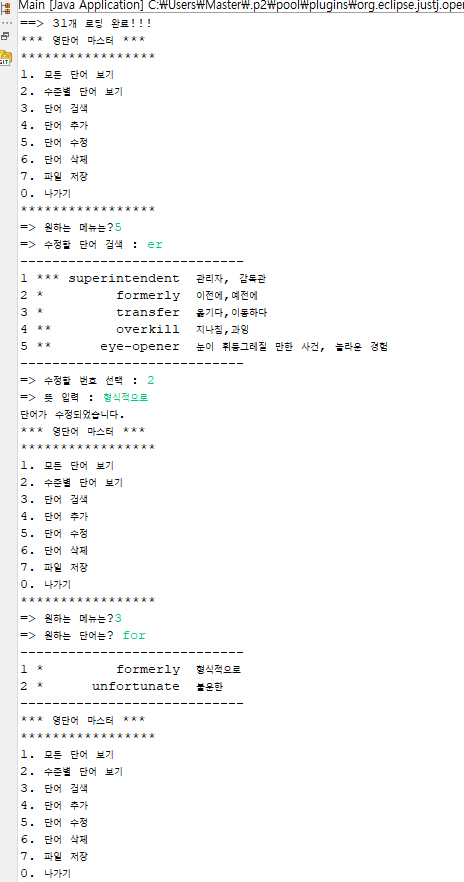 Main [Java Application] C:₩Users₩Master₩.p2₩pool₩plugins₩org.eclipse.justj.oper
==> 31개 로딩 완료!!!
*** 영단어 마스터 ***
*****************
1. 모든 단어 보기
2. 수준별 단어 보기
3. 단어 검색
4. 단어 추가
5. 단어 수정
6. 단어 삭제
7. 파일 저장
0. 나가기
*****************
=> 원하는 메뉴는?5
=> 수정할 단어 검색 : er
----------------------------
1 *** superintendent 관리자, 감독관
2 * formerly 이전에,예전에
3 * transfer 옮기다,이동하다
4 ** overkill 지나침,과잉
5 ** eye-opener 눈이 휘둥그레질 만한 사건, 놀라운 경험
----------------------------
=> 수정할 번호 선택 : 2
=> 뜻 입력 : 형식적으로
단어가 수정되었습니다.
*** 영단어 마스터 ***
*****************
1. 모든 단어 보기
2. 수준별 단어 보기
3. 단어 검색
4. 단어 추가
5. 단어 수정
6. 단어 삭제
7. 파일 저장
0. 나가기
*****************
=> 원하는 메뉴는?3
=> 원하는 단어는? for
----------------------------
1 * formerly 형식적으로
2 * unfortunate 불운한
----------------------------
*** 영단어 마스터 ***
*****************
1. 모든 단어 보기
2. 수준별 단어 보기
3. 단어 검색
4. 단어 추가
5. 단어 수정
6. 단어 삭제
7. 파일 저장
0. 나가기